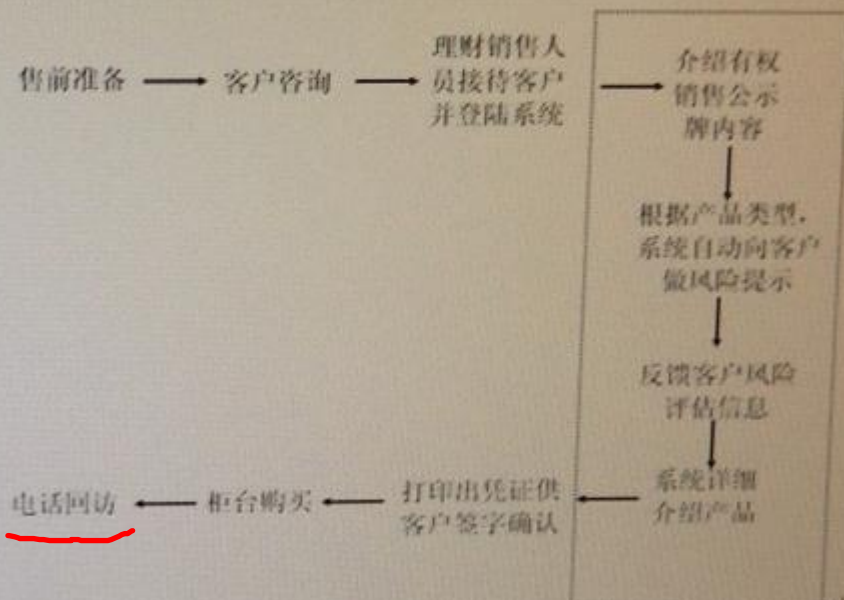 售前准备
客户咨询
理财销售人
员接待客户
并登陆系统
介绍有权
销售公示
牌内容
根据产品类型，
系统自动向客户
做风险提示
反馈客户风险
评估信息
系统详细
介绍产品
打印出凭证供
客户签字确认
柜台购买
电话回访